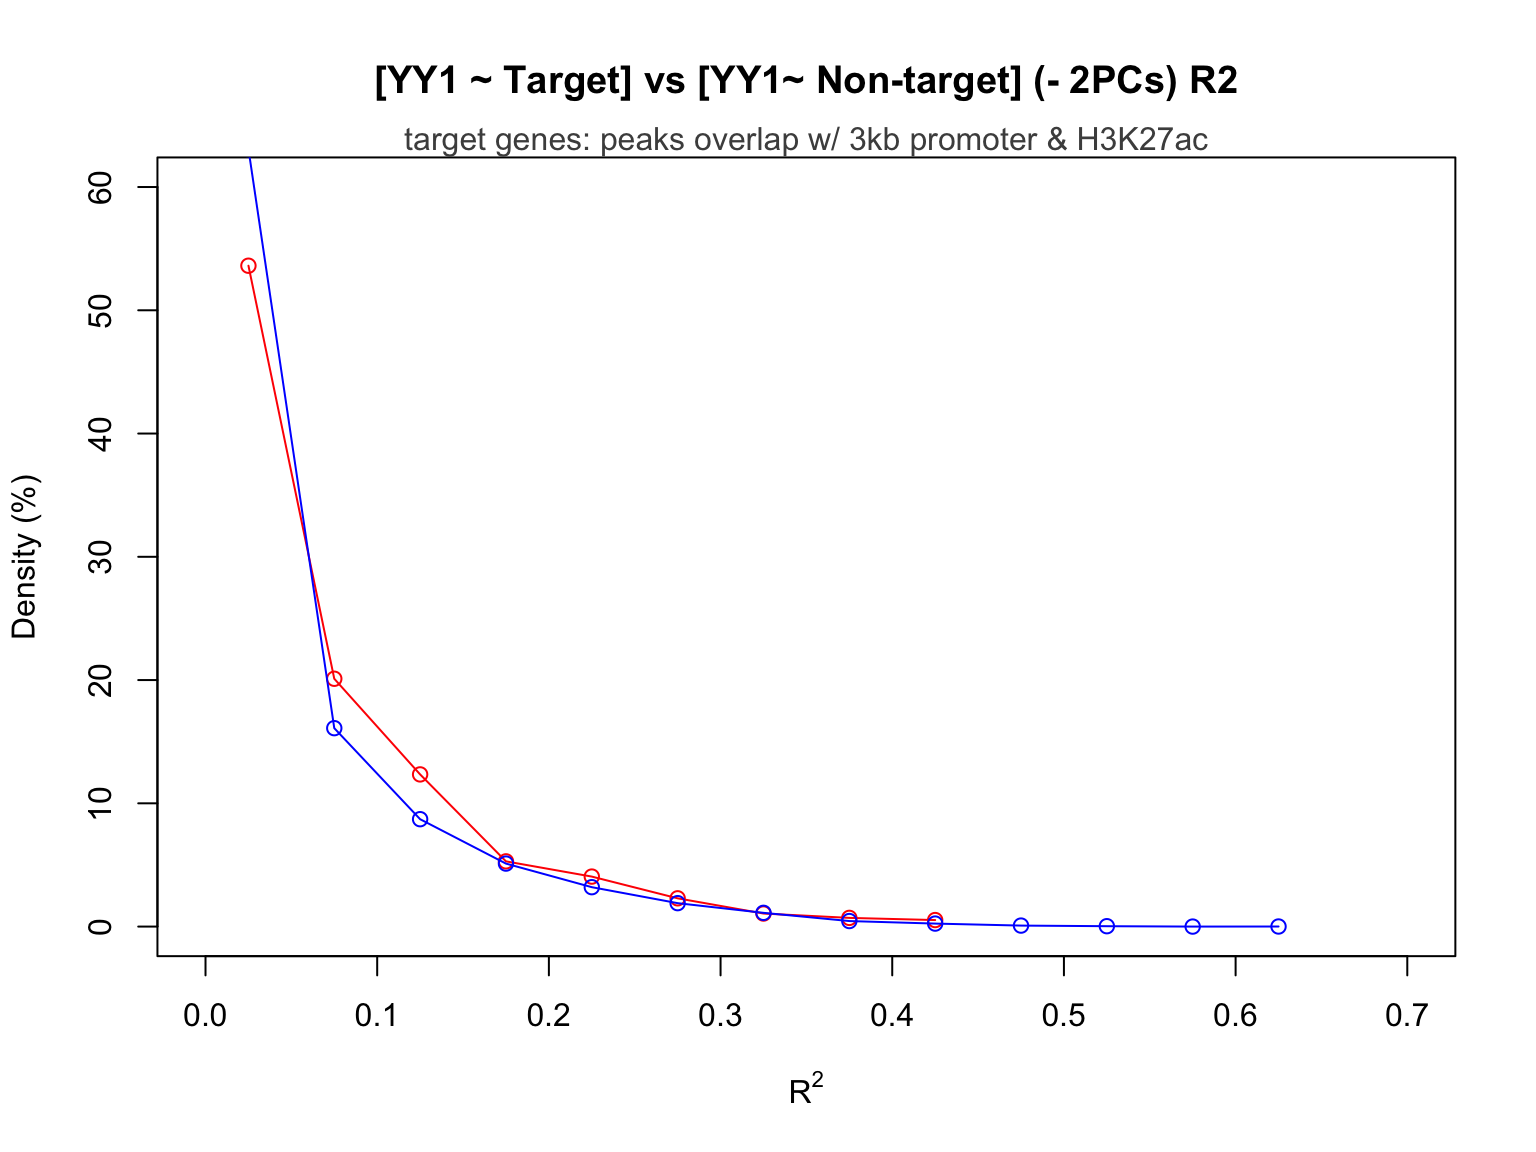 [YY1 ~ Target] vs [YY1~ Non-target] (- 2PCs) R2
target genes: peaks overlap w/ 3kb promoter & H3K27ac
60
50
40
30
20
10
0
Density (%)
0.0 0.1 0.2 0.3 0.4 0.5 0.6 0.7
R²